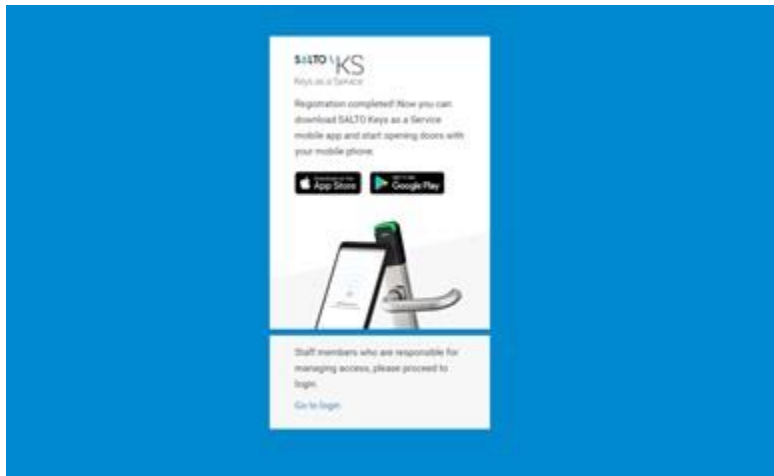 SALTO KS
Keys as a Service
Registration completed! Now you can
download SALTO Keys as a Service
mobile app and start opening doors with
your mobile phone.
App Store Google Play
Staff members who are responsible for
managing access, please proceed to
login.
Go to login